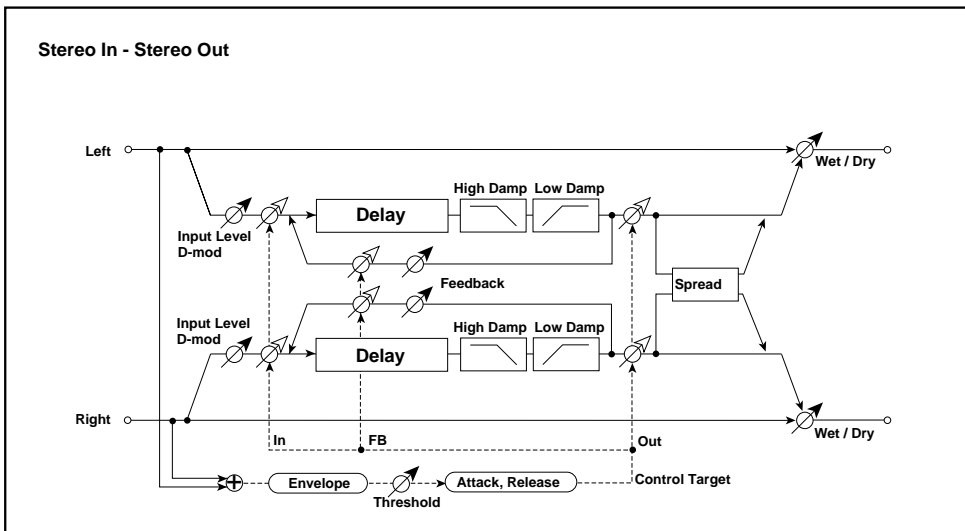 Stereo In - Stereo Out
Left
Wet / Dry
High Damp Low Damp
Delay
Input Level
D-mod
Spread
Feedback
Input Level
D-mod
High Damp Low Damp
Delay
Right
Wet / Dry
In
FB
Out
Control Target
Envelope
Threshold
Attack, Release